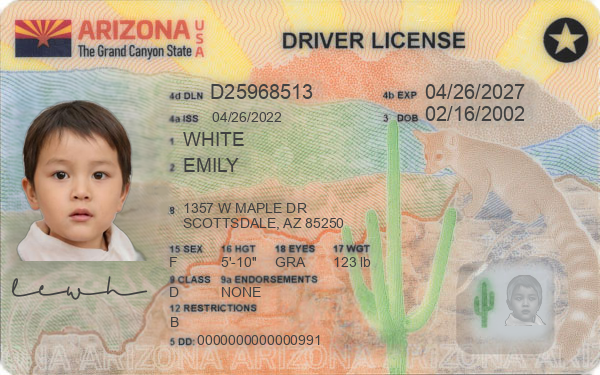 ARIZONA USA
The Grand Canyon State
DRIVER LICENSE
4d DLN D25968513
4b EXP 04/26/2027
4a ISS 04/26/2022
3 DOB 02/16/2002
1 WHITE
2 EMILY
8 1357 W MAPLE DR
SCOTTSDALE, AZ 85250
15 SEX 16 HGT 18 EYES 17 WGT
F 5'-10" GRA 123 lb
9 CLASS 9a ENDORSEMENTS
D NONE
12 RESTRICTIONS
B
5 DD: 0000000000000991
ARIZONA ARIZONA ARIZONA ARIZONA